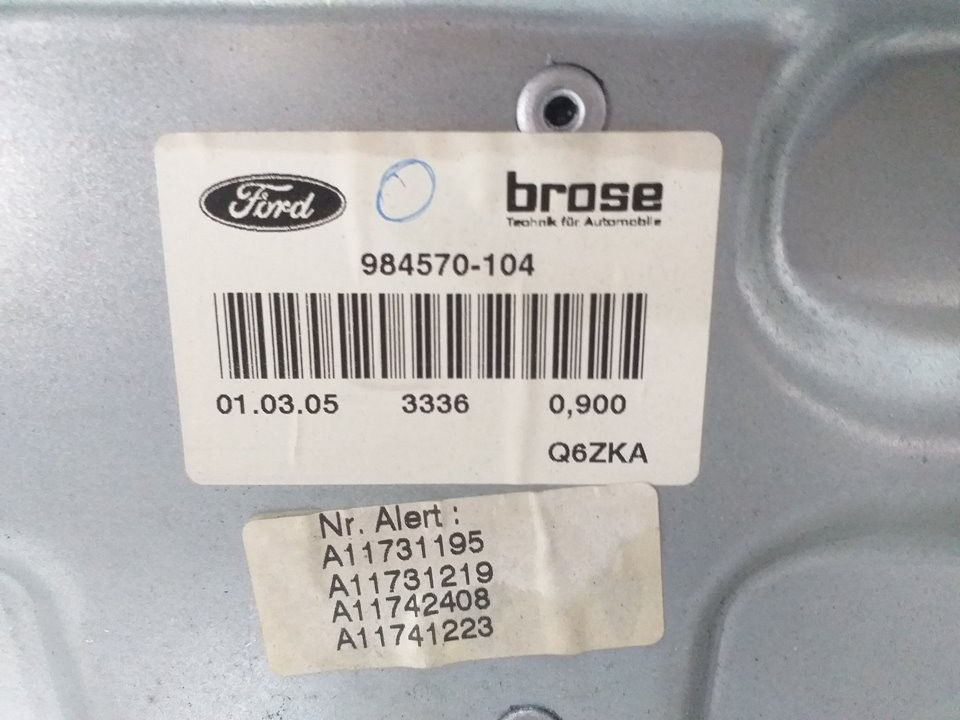 Ford
brose
Technik für Automobile
984570-104
01.03.05 3336 0,900
Q6ZKA
Nr. Alert :
A11731195
A11731219
A11742408
A11741223